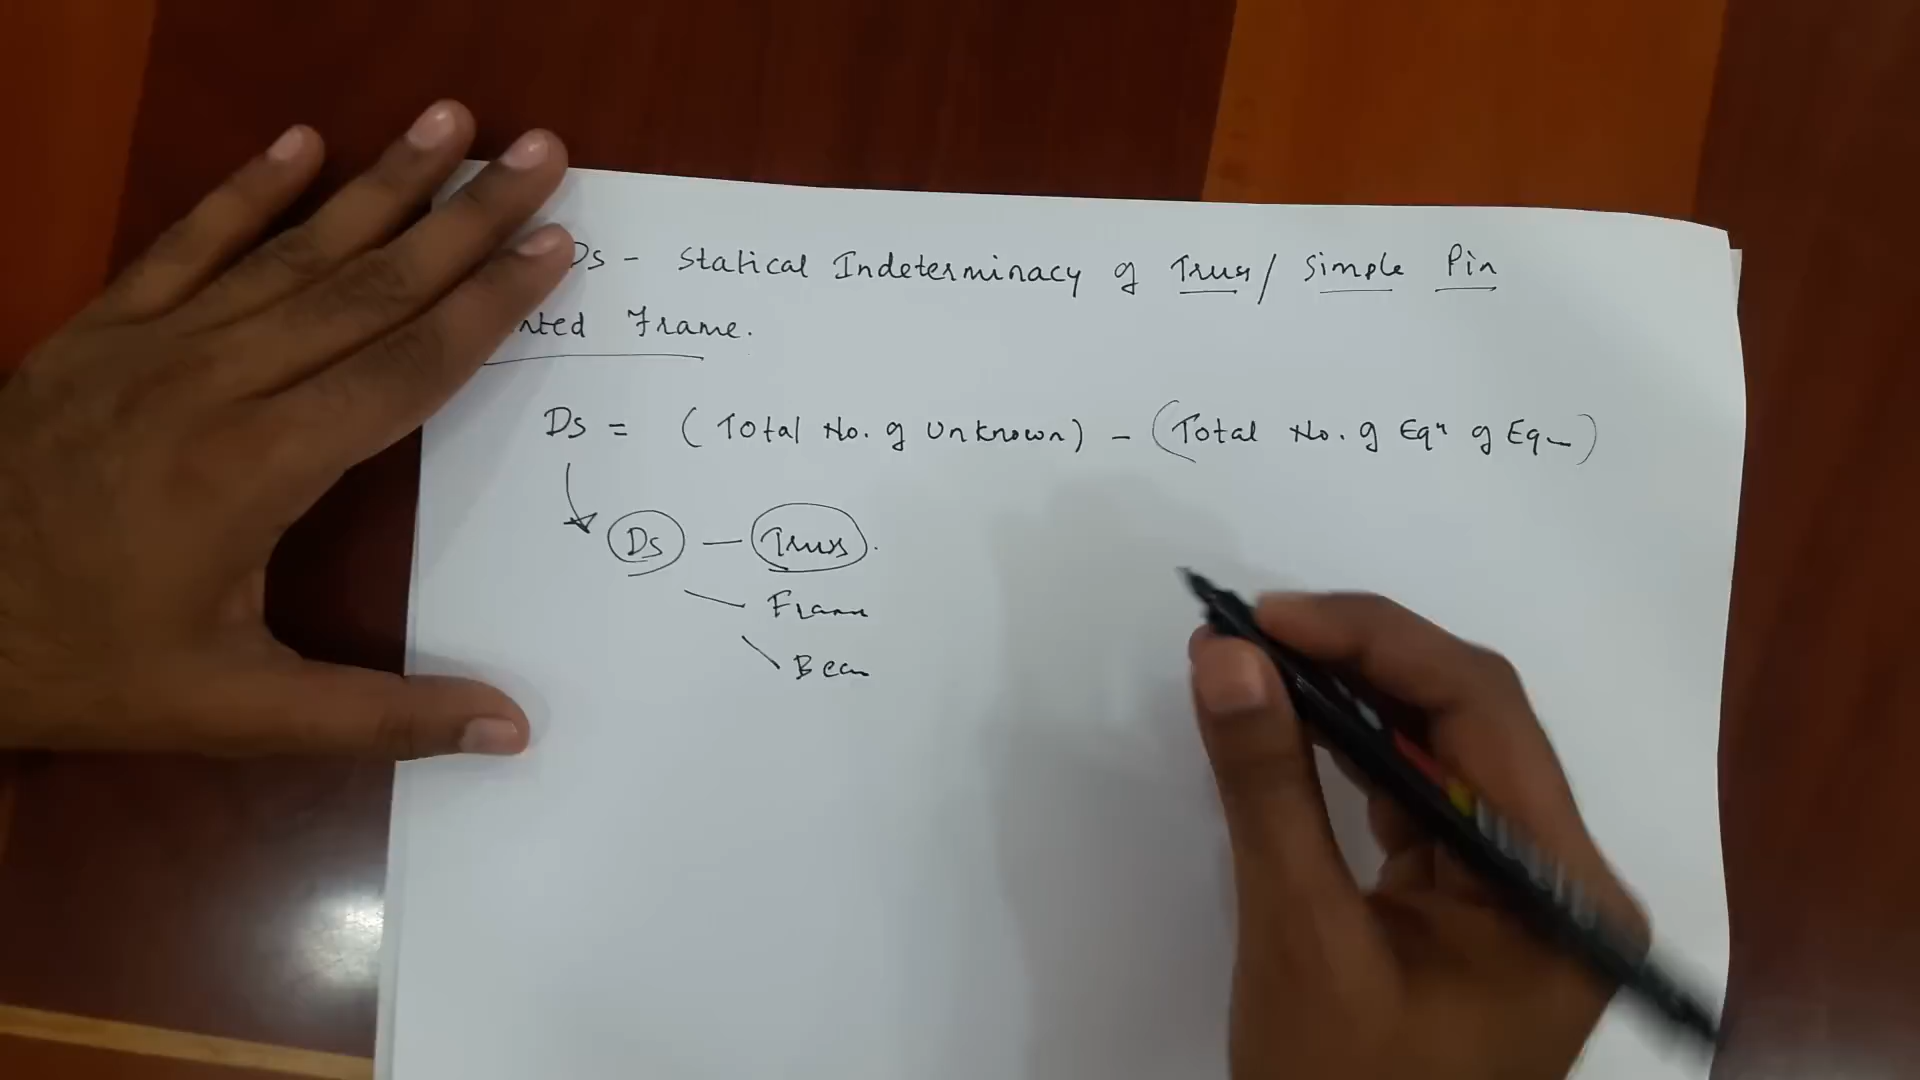 Ds - Statical Indeterminacy of Truss / Simple Pin
nted Frame.
Ds = (Total No. of Unknown) - (Total No. of Eqn of Eq)
Ds - Truss.
Frame
Beam